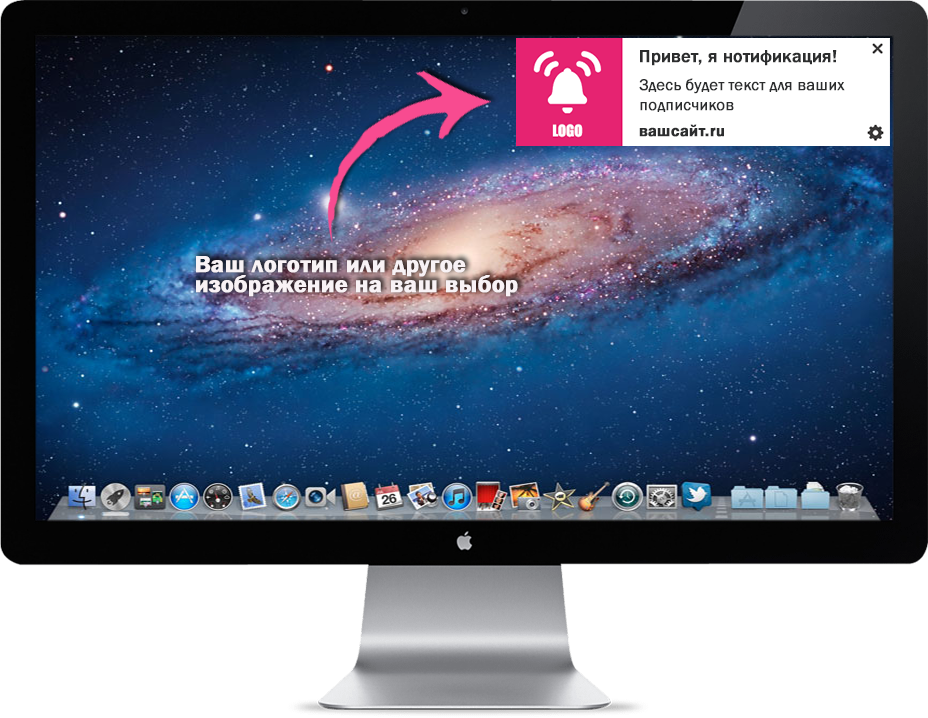 Привет, я нотификация!
Здесь будет текст для ваших
подписчиков
вашсайт.ru
LOGO
Ваш логотип или другое
изображение на ваш выбор
26